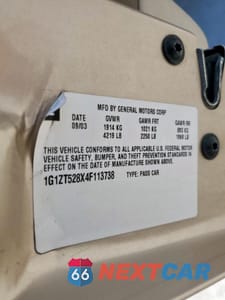 MFD BY GENERAL MOTORS CORP
DATE GVWR GAWR FRT GAWR RR
09/03 1914 KG 1021 KG 893 KG
4219 LB 2250 LB 1969 LB
THIS VEHICLE CONFORMS TO ALL APPLICABLE U.S. FEDERAL MOTOR
VEHICLE SAFETY, BUMPER, AND THEFT PREVENTION STANDARDS IN
EFFECT ON THE DATE OF MANUFACTURE SHOWN ABOVE.
1G1ZT528X4F113738 TYPE: PASS CAR
66 NEXTCAR